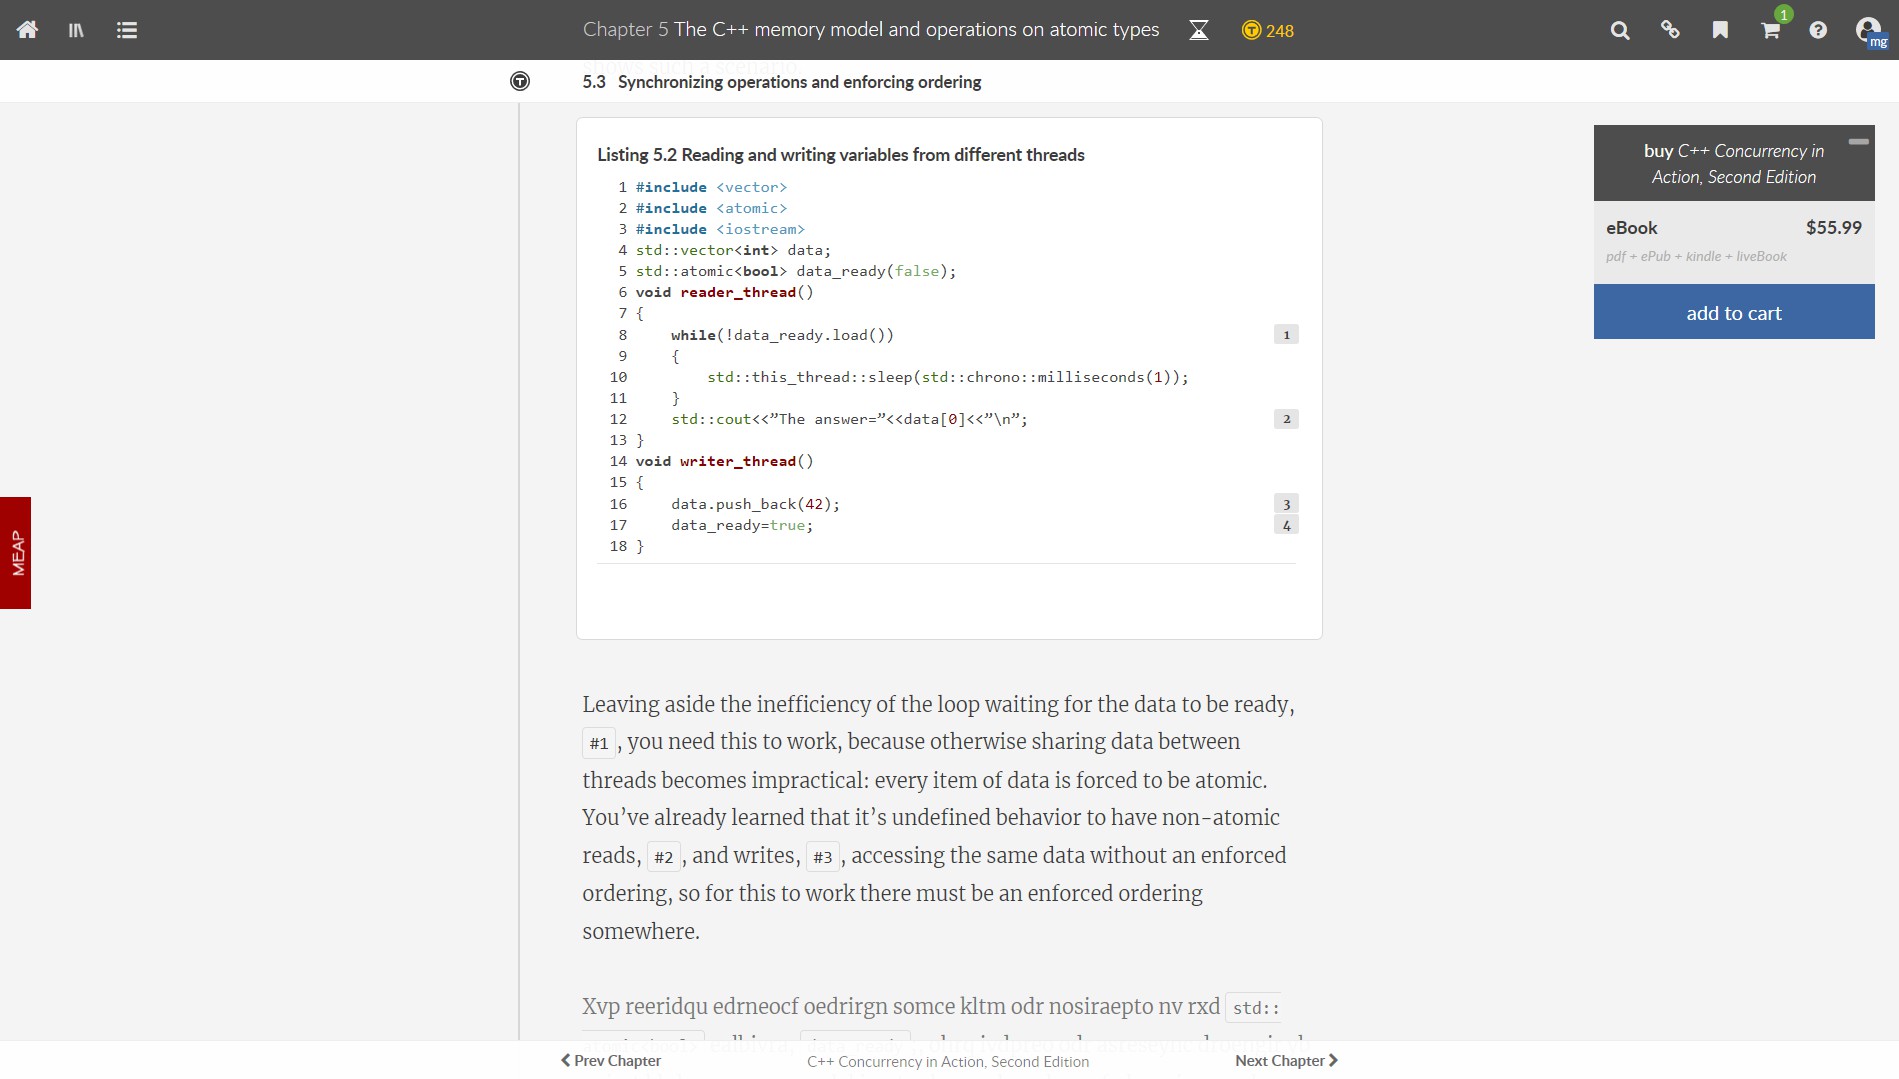 Chapter 5 The C++ memory model and operations on atomic types
248
1
mg
shows such a scenario.
5.3 Synchronizing operations and enforcing ordering
Listing 5.2 Reading and writing variables from different threads
1 #include <vector>
2 #include <atomic>
3 #include <iostream>
4 std::vector<int> data;
5 std::atomic<bool> data_ready(false);
6 void reader_thread()
7 {
8     while(!data_ready.load())
1
9     {
10         std::this_thread::sleep(std::chrono::milliseconds(1));
11     }
12     std::cout<<”The answer=”<<data[0]<<”\n”;
2
13 }
14 void writer_thread()
15 {
16     data.push_back(42);
3
17     data_ready=true;
4
18 }
Leaving aside the inefficiency of the loop waiting for the data to be ready,
#1 , you need this to work, because otherwise sharing data between
threads becomes impractical: every item of data is forced to be atomic.
You’ve already learned that it’s undefined behavior to have non-atomic
reads, #2 , and writes, #3 , accessing the same data without an enforced
ordering, so for this to work there must be an enforced ordering
somewhere.
Xvp reeridqu edrneocf oedrirgn somce kltm odr nosiraepto nv rxd std::
Prev Chapter
C++ Concurrency in Action, Second Edition
Next Chapter
MEAP
buy C++ Concurrency in
Action, Second Edition
eBook $55.99
pdf + ePub + kindle + liveBook
add to cart